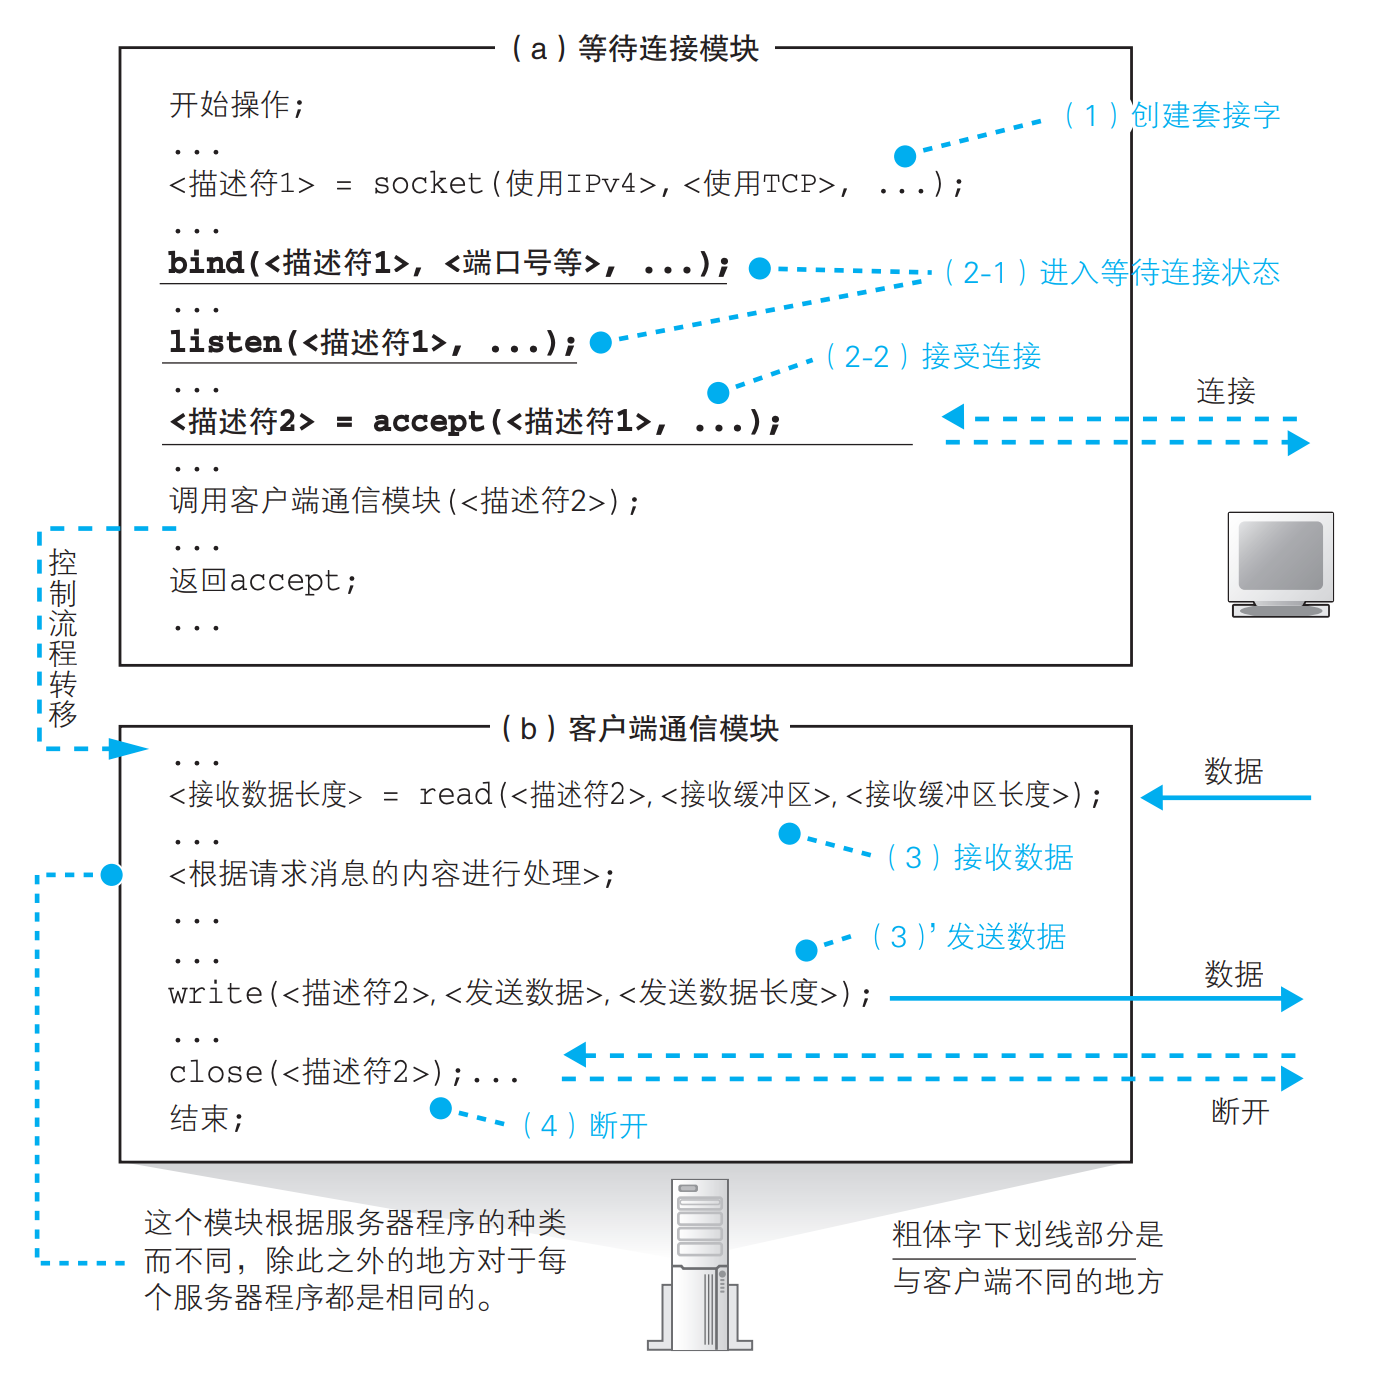 (a)等待连接模块
开始操作;
...
(1)创建套接字
<描述符1> = socket(使用IPv4>,<使用TCP>, ...);
...
bind(<描述符1>, <端口号等>, ...);
(2-1)进入等待连接状态
...
listen(<描述符1>, ...);
(2-2)接受连接
...
连接
<描述符2> = accept(<描述符1>, ...);
...
调用客户端通信模块(<描述符2>);
...
返回accept;
...
控制流程转移
(b)客户端通信模块
...
数据
<接收数据长度> = read(<描述符2>,<接收缓冲区>,<接收缓冲区长度>);
...
(3)接收数据
<根据请求消息的内容进行处理>;
...
(3)’发送数据
...
数据
write(<描述符2>,<发送数据>,<发送数据长度>);
...
close(<描述符2>);...
断开
结束;
(4)断开
这个模块根据服务器程序的种类
而不同，除此之外的地方对于每
个服务器程序都是相同的。
粗体字下划线部分是
与客户端不同的地方